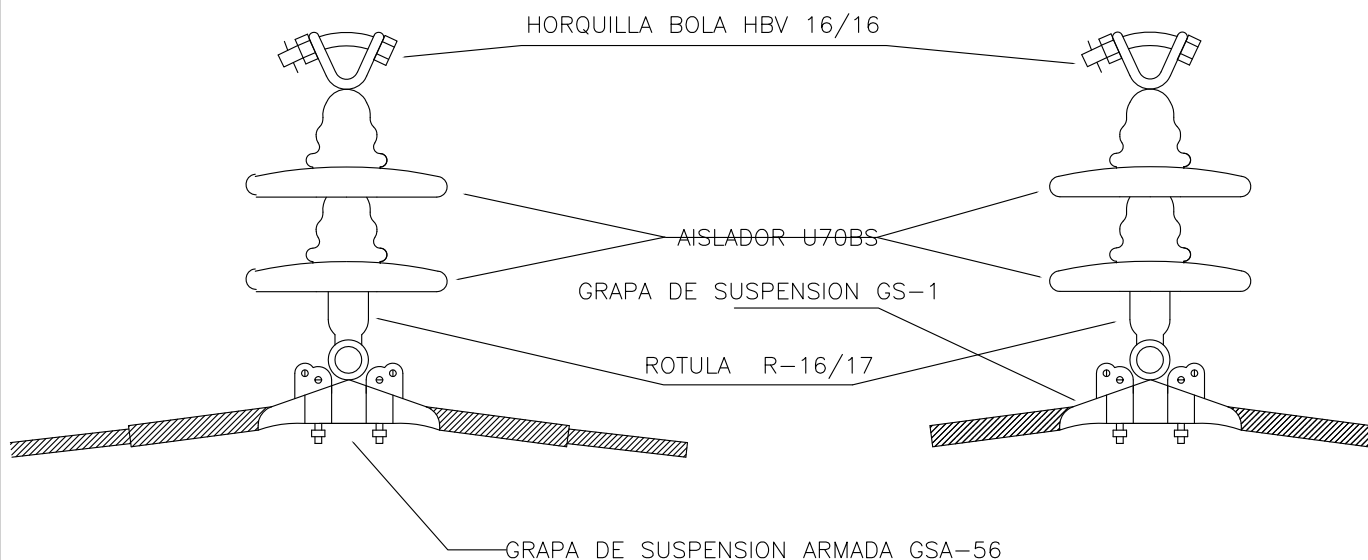 HORQUILLA BOLA HBV 16/16
AISLADOR U70BS
GRAPA DE SUSPENSION GS-1
ROTULA R-16/17
GRAPA DE SUSPENSION ARMADA GSA-56